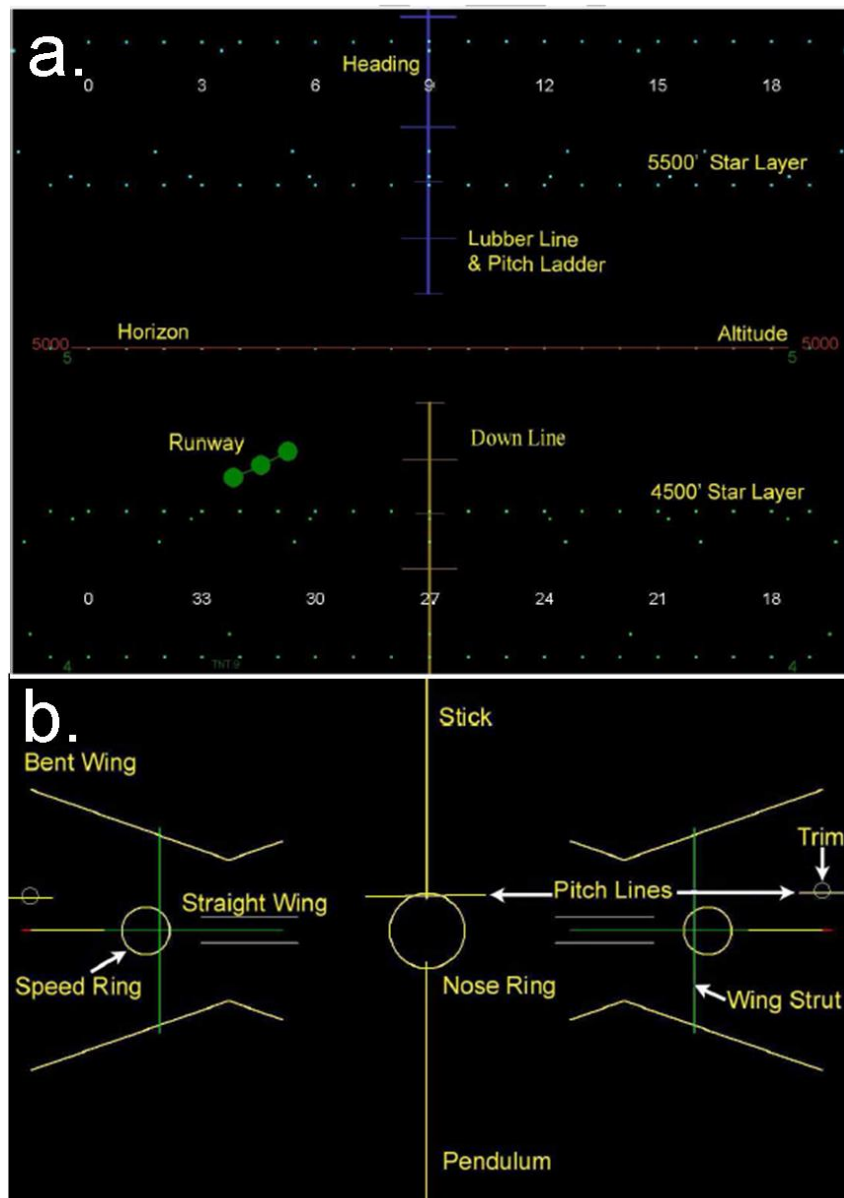 a.
Heading
0 3 6 9 12 15 18
5500' Star Layer
Lubber Line
& Pitch Ladder
Horizon
Altitude
5000 5000
5 5
Runway
Down Line
4500' Star Layer
0 33 30 27 24 21 18
4 TNT 9 4
b.
Stick
Bent Wing
Trim
Pitch Lines
Straight Wing
Speed Ring
Nose Ring
Wing Strut
Pendulum